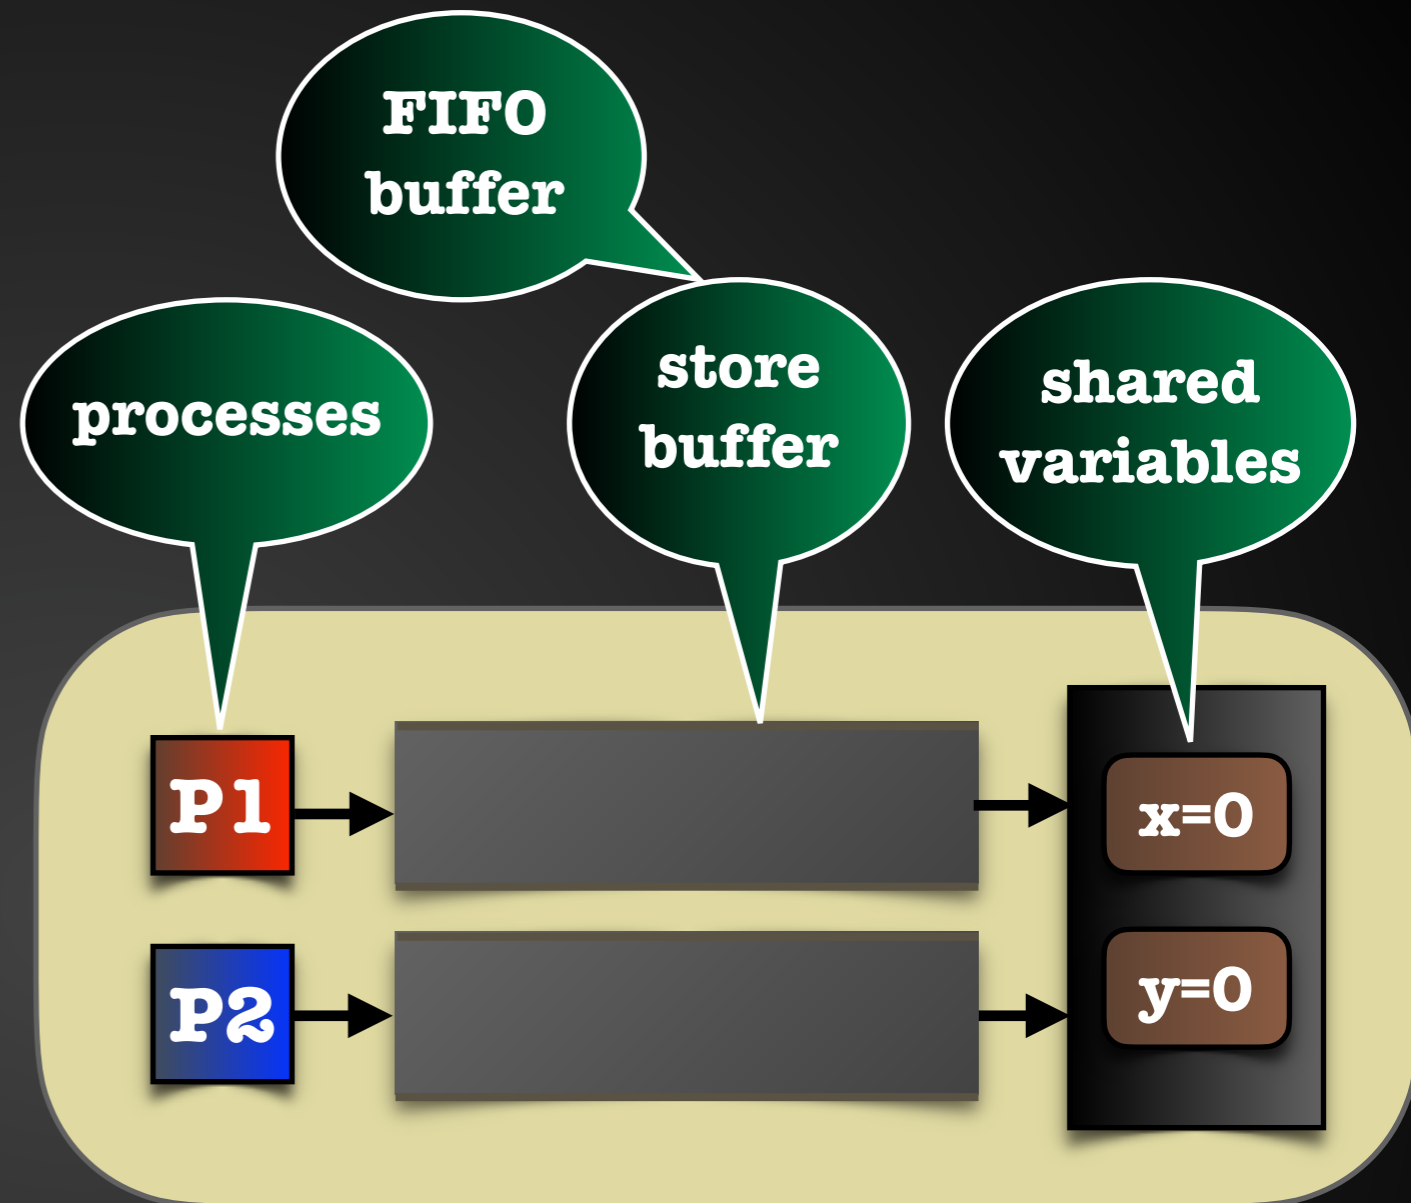 FIFO
buffer
processes
store
buffer
shared
variables
P1
x=0
P2
y=0